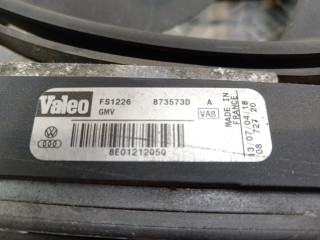 Valeo
FS1226 873573D A
GMV VAB
8E0121205Q
MADE IN
FRANCE
13/07/04/18
08 727 20